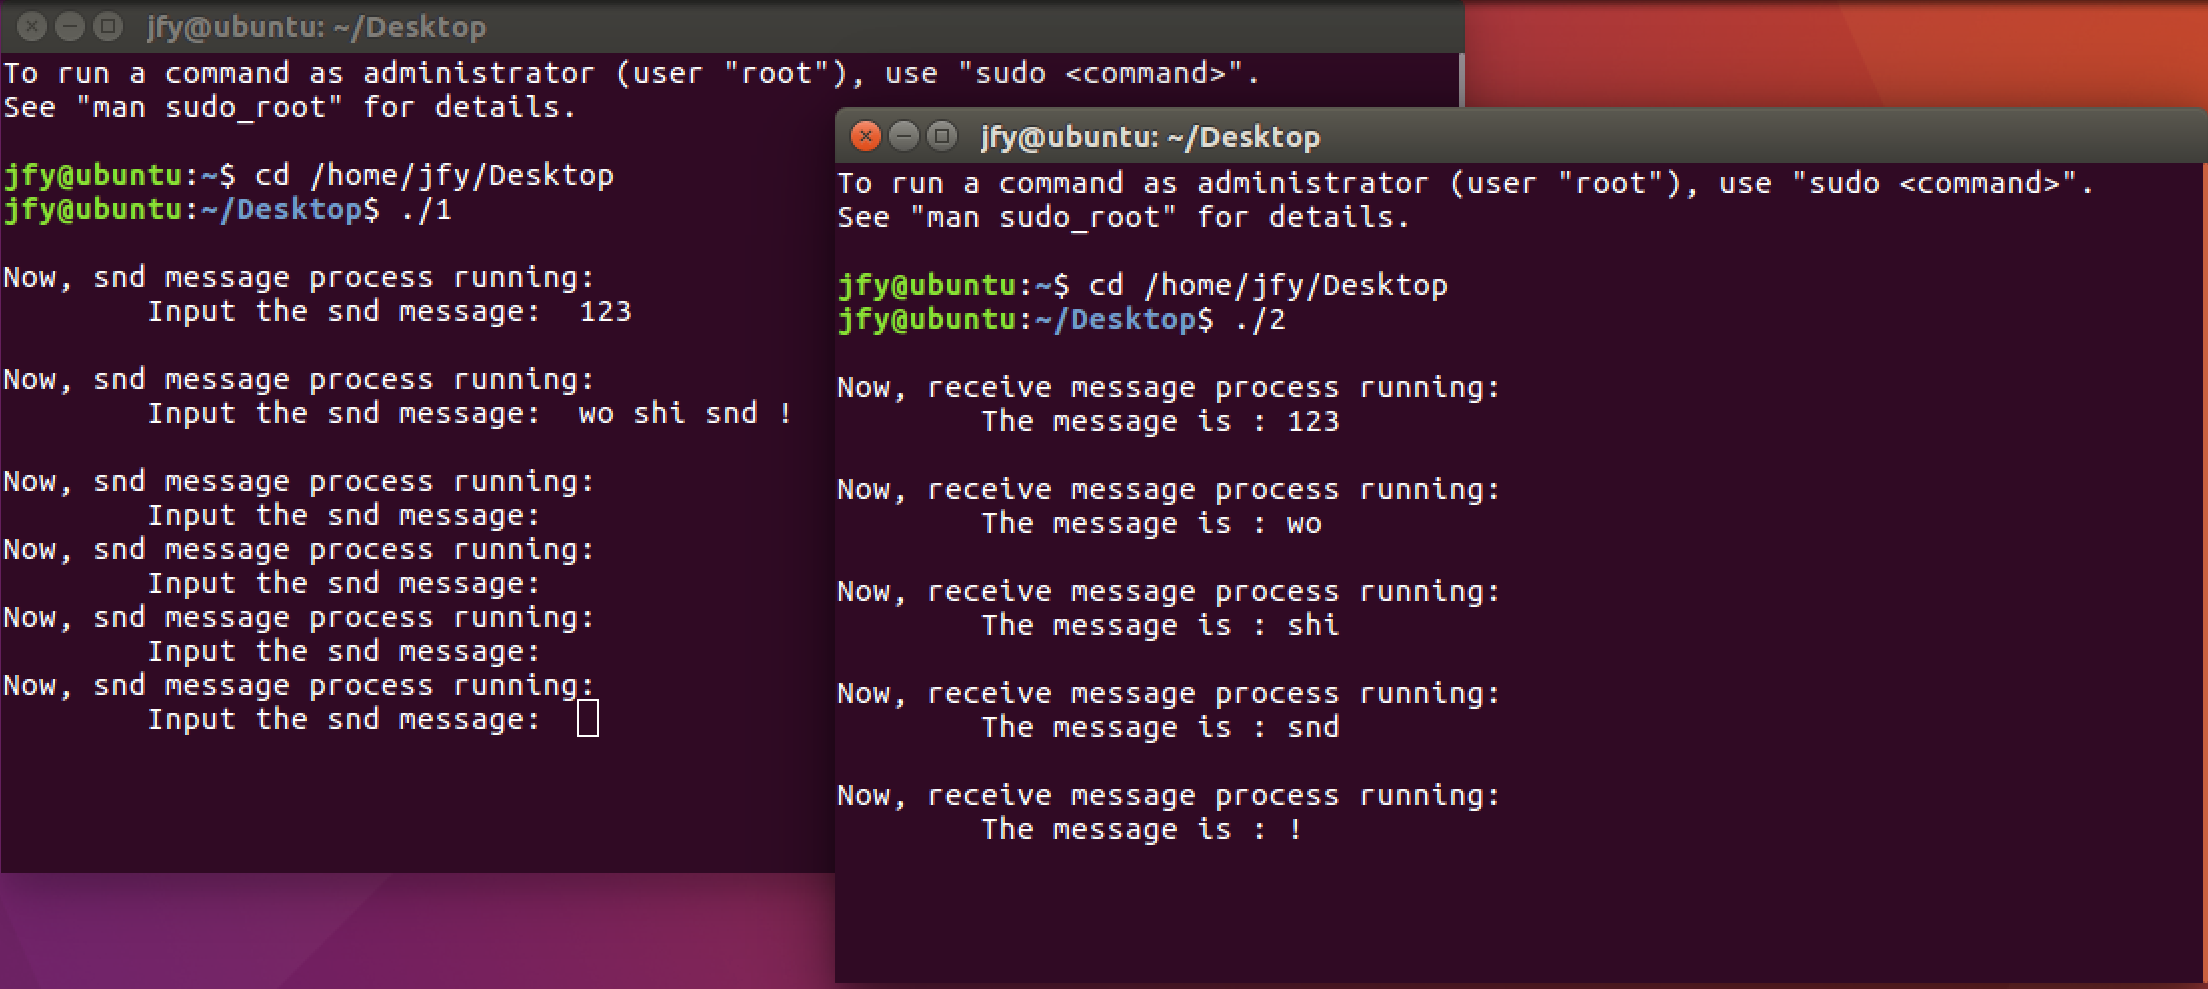 jfy@ubuntu: ~/Desktop
To run a command as administrator (user "root"), use "sudo <command>".
See "man sudo_root" for details.
jfy@ubuntu:~$ cd /home/jfy/Desktop
jfy@ubuntu:~/Desktop$ ./1
Now, snd message process running:
Input the snd message:  123
Now, snd message process running:
Input the snd message:  wo shi snd !
Now, snd message process running:
Input the snd message:
Now, snd message process running:
Input the snd message:
Now, snd message process running:
Input the snd message:
Now, snd message process running:
Input the snd message:
jfy@ubuntu: ~/Desktop
To run a command as administrator (user "root"), use "sudo <command>".
See "man sudo_root" for details.
jfy@ubuntu:~$ cd /home/jfy/Desktop
jfy@ubuntu:~/Desktop$ ./2
Now, receive message process running:
The message is : 123
Now, receive message process running:
The message is : wo
Now, receive message process running:
The message is : shi
Now, receive message process running:
The message is : snd
Now, receive message process running:
The message is : !